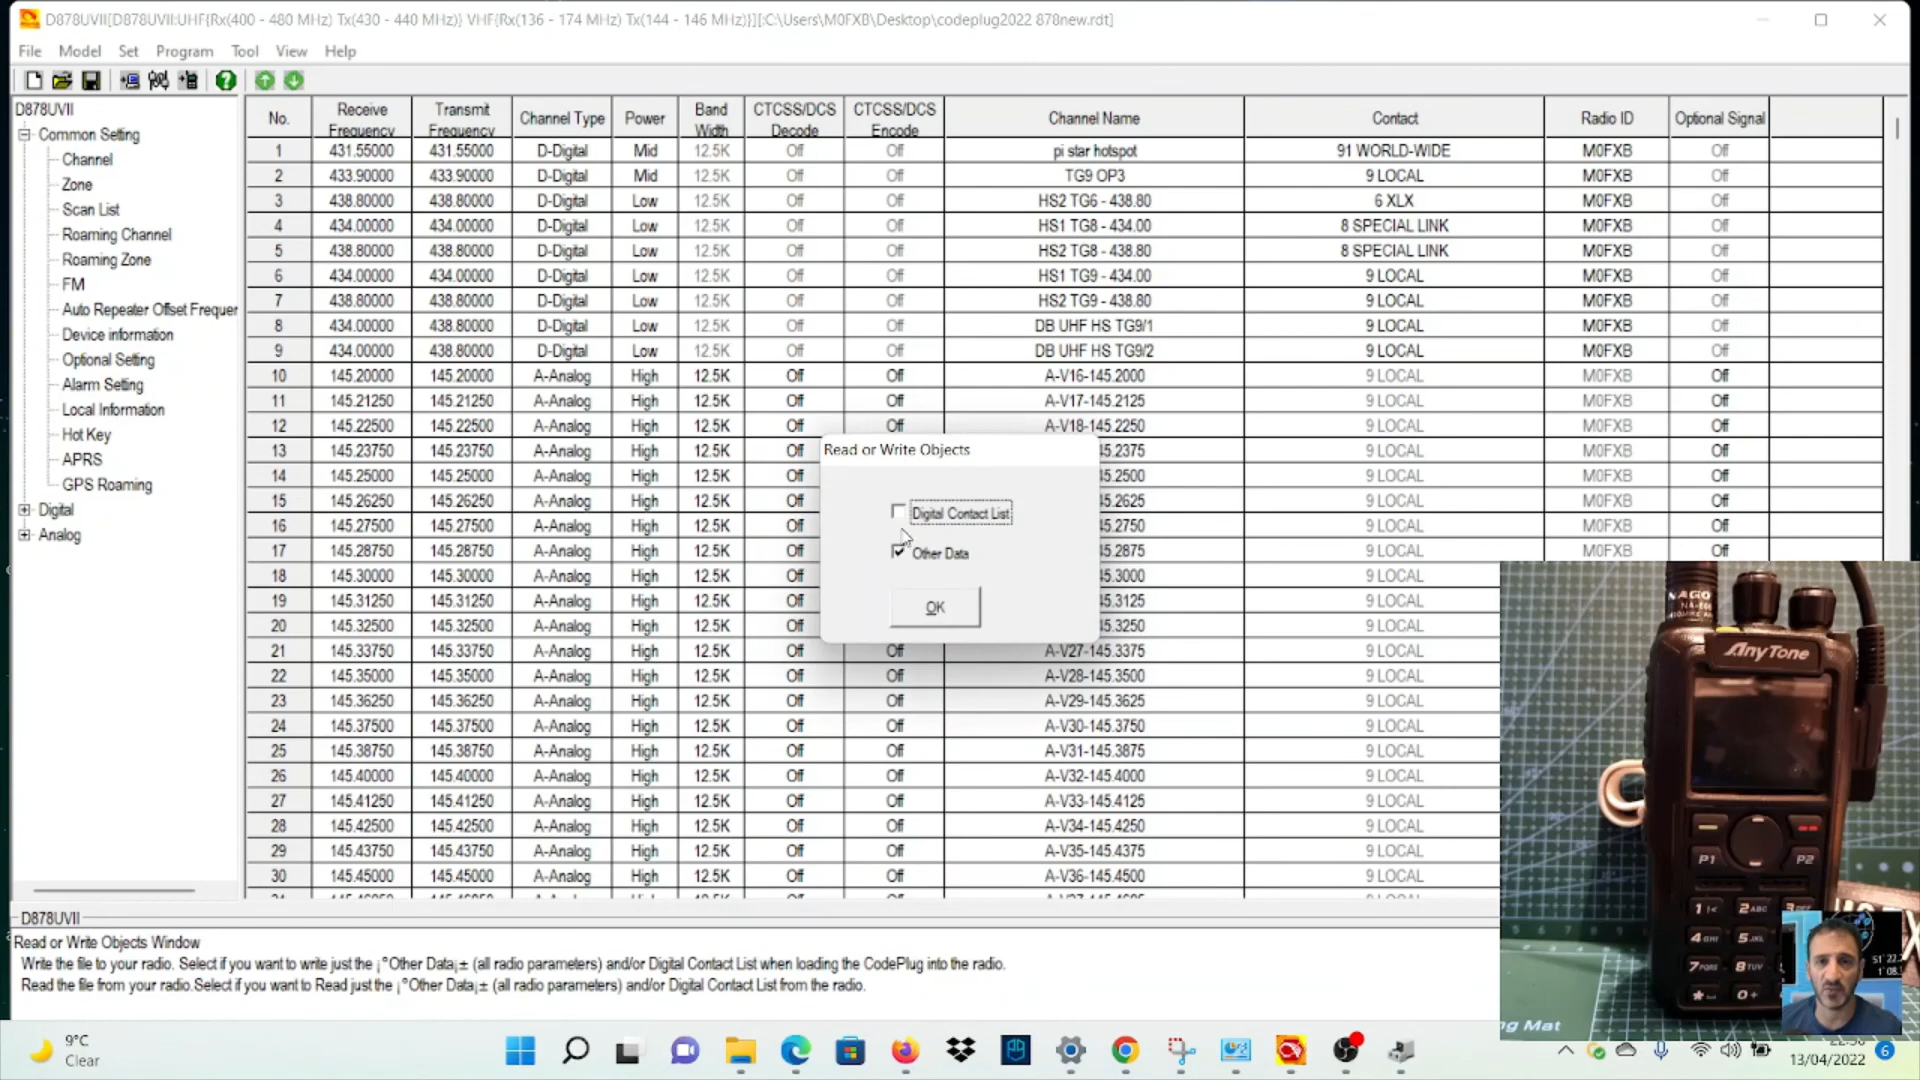 D878UVII[D878UVII:UHF{Rx(400 - 480 MHz) Tx(430 - 440 MHz)} VHF{Rx(136 - 174 MHz) Tx(144 - 146 MHz)}][:C:\Users\M0FXB\Desktop\codeplug2022 878new.rdt]
File Model Set Program Tool View Help
D878UVII
Common Setting
Channel
Zone
Scan List
Roaming Channel
Roaming Zone
FM
Auto Repeater Offset Frequer
Device information
Optional Setting
Alarm Setting
Local Information
Hot Key
APRS
GPS Roaming
Digital
Analog
No. Receive Frequency Transmit Frequency Channel Type Power Band Width CTCSS/DCS Decode CTCSS/DCS Encode Channel Name Contact Radio ID Optional Signal
1 431.55000 431.55000 D-Digital Mid 12.5K Off Off pi star hotspot 91 WORLD-WIDE M0FXB Off
2 433.90000 433.90000 D-Digital Mid 12.5K Off Off TG9 OP3 9 LOCAL M0FXB Off
3 438.80000 438.80000 D-Digital Low 12.5K Off Off HS2 TG6 - 438.80 6 XLX M0FXB Off
4 434.00000 434.00000 D-Digital Low 12.5K Off Off HS1 TG8 - 434.00 8 SPECIAL LINK M0FXB Off
5 438.80000 438.80000 D-Digital Low 12.5K Off Off HS2 TG8 - 438.80 8 SPECIAL LINK M0FXB Off
6 434.00000 434.00000 D-Digital Low 12.5K Off Off HS1 TG9 - 434.00 9 LOCAL M0FXB Off
7 438.80000 438.80000 D-Digital Low 12.5K Off Off HS2 TG9 - 438.80 9 LOCAL M0FXB Off
8 434.00000 438.80000 D-Digital Low 12.5K Off Off DB UHF HS TG9/1 9 LOCAL M0FXB Off
9 434.00000 438.80000 D-Digital Low 12.5K Off Off DB UHF HS TG9/2 9 LOCAL M0FXB Off
10 145.20000 145.20000 A-Analog High 12.5K Off Off A-V16-145.2000 9 LOCAL M0FXB Off
11 145.21250 145.21250 A-Analog High 12.5K Off Off A-V17-145.2125 9 LOCAL M0FXB Off
12 145.22500 145.22500 A-Analog High 12.5K Off Off A-V18-145.2250 9 LOCAL M0FXB Off
13 145.23750 145.23750 A-Analog High 12.5K Off 45.2375 9 LOCAL M0FXB Off
14 145.25000 145.25000 A-Analog High 12.5K Off 45.2500 9 LOCAL M0FXB Off
15 145.26250 145.26250 A-Analog High 12.5K Off 45.2625 9 LOCAL M0FXB Off
16 145.27500 145.27500 A-Analog High 12.5K Off 45.2750 9 LOCAL M0FXB Off
17 145.28750 145.28750 A-Analog High 12.5K Off 45.2875 9 LOCAL M0FXB Off
18 145.30000 145.30000 A-Analog High 12.5K Off 45.3000 9 LOCAL
19 145.31250 145.31250 A-Analog High 12.5K Off 45.3125 9 LOCAL
20 145.32500 145.32500 A-Analog High 12.5K Off 45.3250 9 LOCAL
21 145.33750 145.33750 A-Analog High 12.5K Off Off A-V27-145.3375 9 LOCAL
22 145.35000 145.35000 A-Analog High 12.5K Off Off A-V28-145.3500 9 LOCAL
23 145.36250 145.36250 A-Analog High 12.5K Off Off A-V29-145.3625 9 LOCAL
24 145.37500 145.37500 A-Analog High 12.5K Off Off A-V30-145.3750 9 LOCAL
25 145.38750 145.38750 A-Analog High 12.5K Off Off A-V31-145.3875 9 LOCAL
26 145.40000 145.40000 A-Analog High 12.5K Off Off A-V32-145.4000 9 LOCAL
27 145.41250 145.41250 A-Analog High 12.5K Off Off A-V33-145.4125 9 LOCAL
28 145.42500 145.42500 A-Analog High 12.5K Off Off A-V34-145.4250 9 LOCAL
29 145.43750 145.43750 A-Analog High 12.5K Off Off A-V35-145.4375 9 LOCAL
30 145.45000 145.45000 A-Analog High 12.5K Off Off A-V36-145.4500 9 LOCAL
Read or Write Objects
Digital Contact List
Other Data
OK
D878UVII
Read or Write Objects Window
Write the file to your radio. Select if you want to write just the ¡°Other Data¡± (all radio parameters) and/or Digital Contact List when loading the CodePlug into the radio.
Read the file from your radio.Select if you want to Read just the ¡°Other Data¡± (all radio parameters) and/or Digital Contact List from the radio.
NAGO
AnyTone
P1 P2
1 2ABC
4GHI 5JKL
7PQRS 8TUV
0+
ng Mat
9°C
Clear
13/04/2022
6